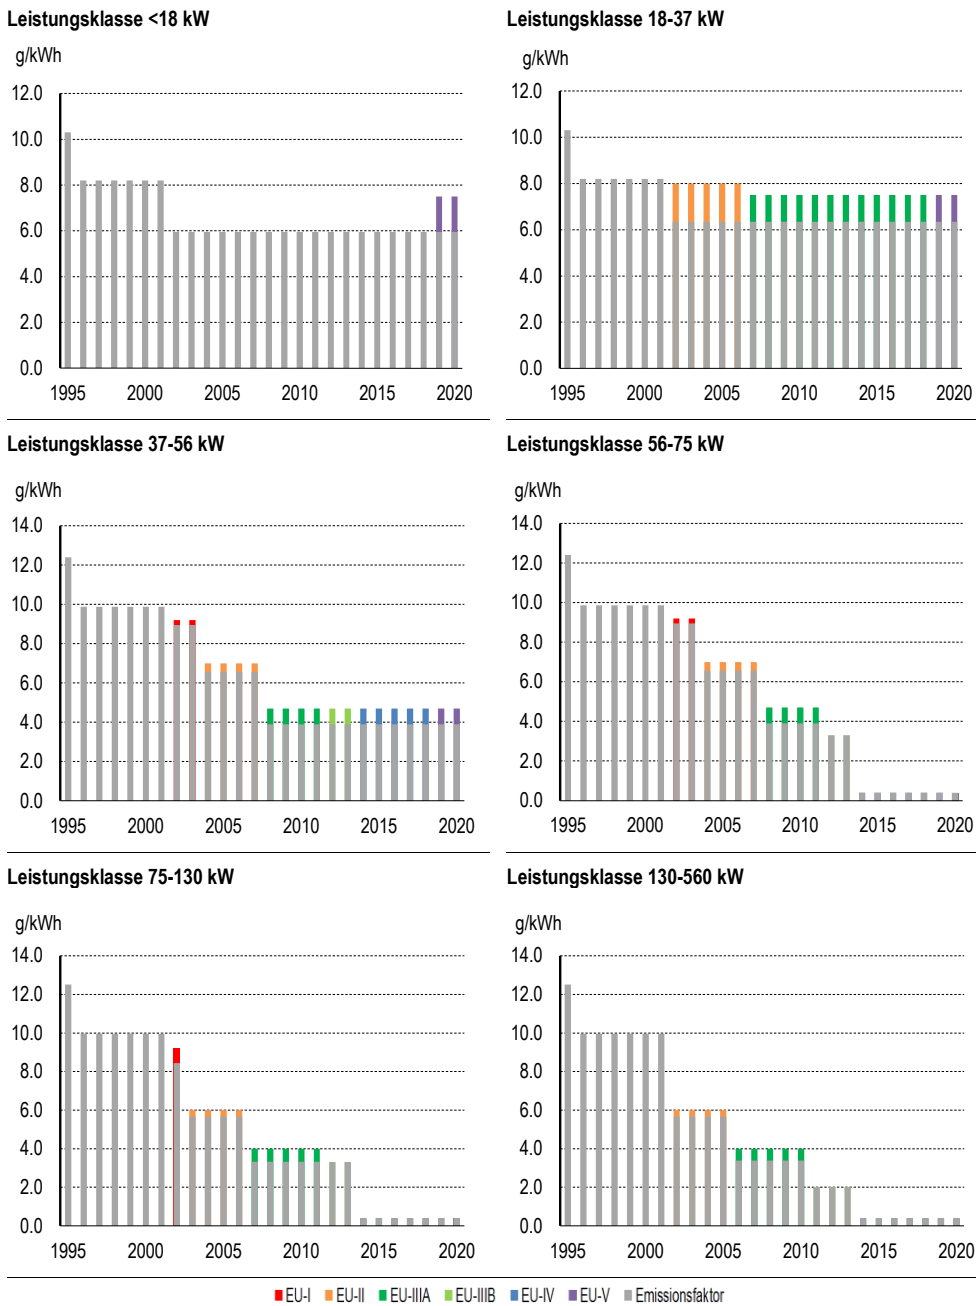 Leistungsklasse <18 kW
g/kWh
12.0
10.0
8.0
6.0
4.0
2.0
0.0
1995 2000 2005 2010 2015 2020
Leistungsklasse 18-37 kW
g/kWh
12.0
10.0
8.0
6.0
4.0
2.0
0.0
1995 2000 2005 2010 2015 2020
Leistungsklasse 37-56 kW
g/kWh
14.0
12.0
10.0
8.0
6.0
4.0
2.0
0.0
1995 2000 2005 2010 2015 2020
Leistungsklasse 56-75 kW
g/kWh
14.0
12.0
10.0
8.0
6.0
4.0
2.0
0.0
1995 2000 2005 2010 2015 2020
Leistungsklasse 75-130 kW
g/kWh
14.0
12.0
10.0
8.0
6.0
4.0
2.0
0.0
1995 2000 2005 2010 2015 2020
Leistungsklasse 130-560 kW
g/kWh
14.0
12.0
10.0
8.0
6.0
4.0
2.0
0.0
1995 2000 2005 2010 2015 2020
EU-I EU-II EU-IIIA EU-IIIB EU-IV EU-V Emissionsfaktor